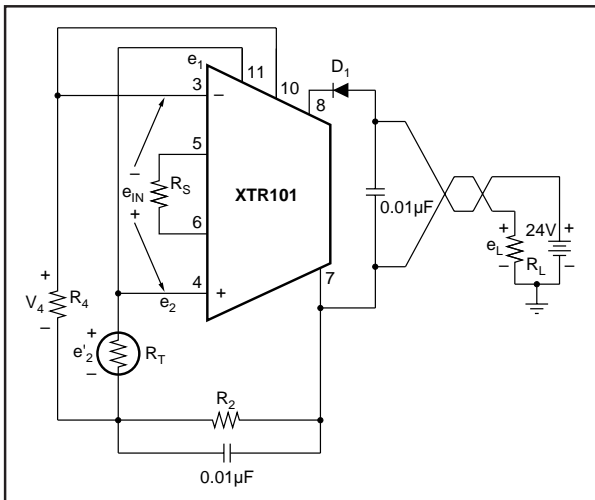 e1
11
10
D1
3
−
8
5
−
eIN
RS
XTR101
0.01µF
+
6
24V
+
+
eL
RL
−
−
4
+
7
e2
+
V4
R4
−
+
e'2
RT
−
R2
0.01µF